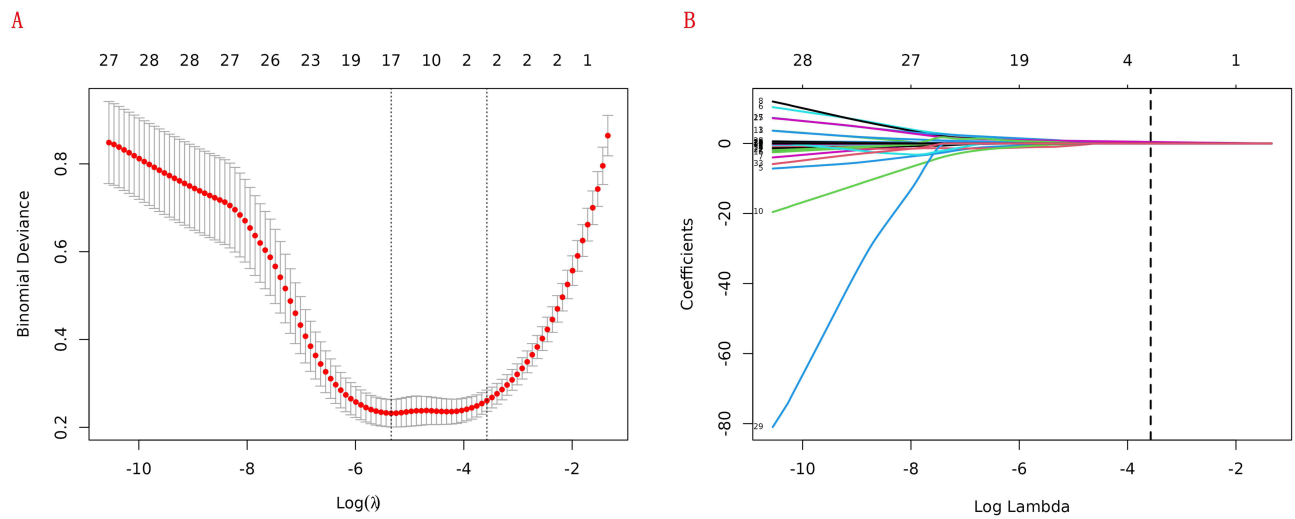 A
27 28 28 27 26 23 19 17 10 2 2 2 2 1
Binomial Deviance
0.8
0.6
0.4
0.2
-10 -8 -6 -4 -2
Log(λ)
B
28 27 19 4 1
Coefficients
0
-20
-40
-60
-80
8
6
5
10
29
-10 -8 -6 -4 -2
Log Lambda